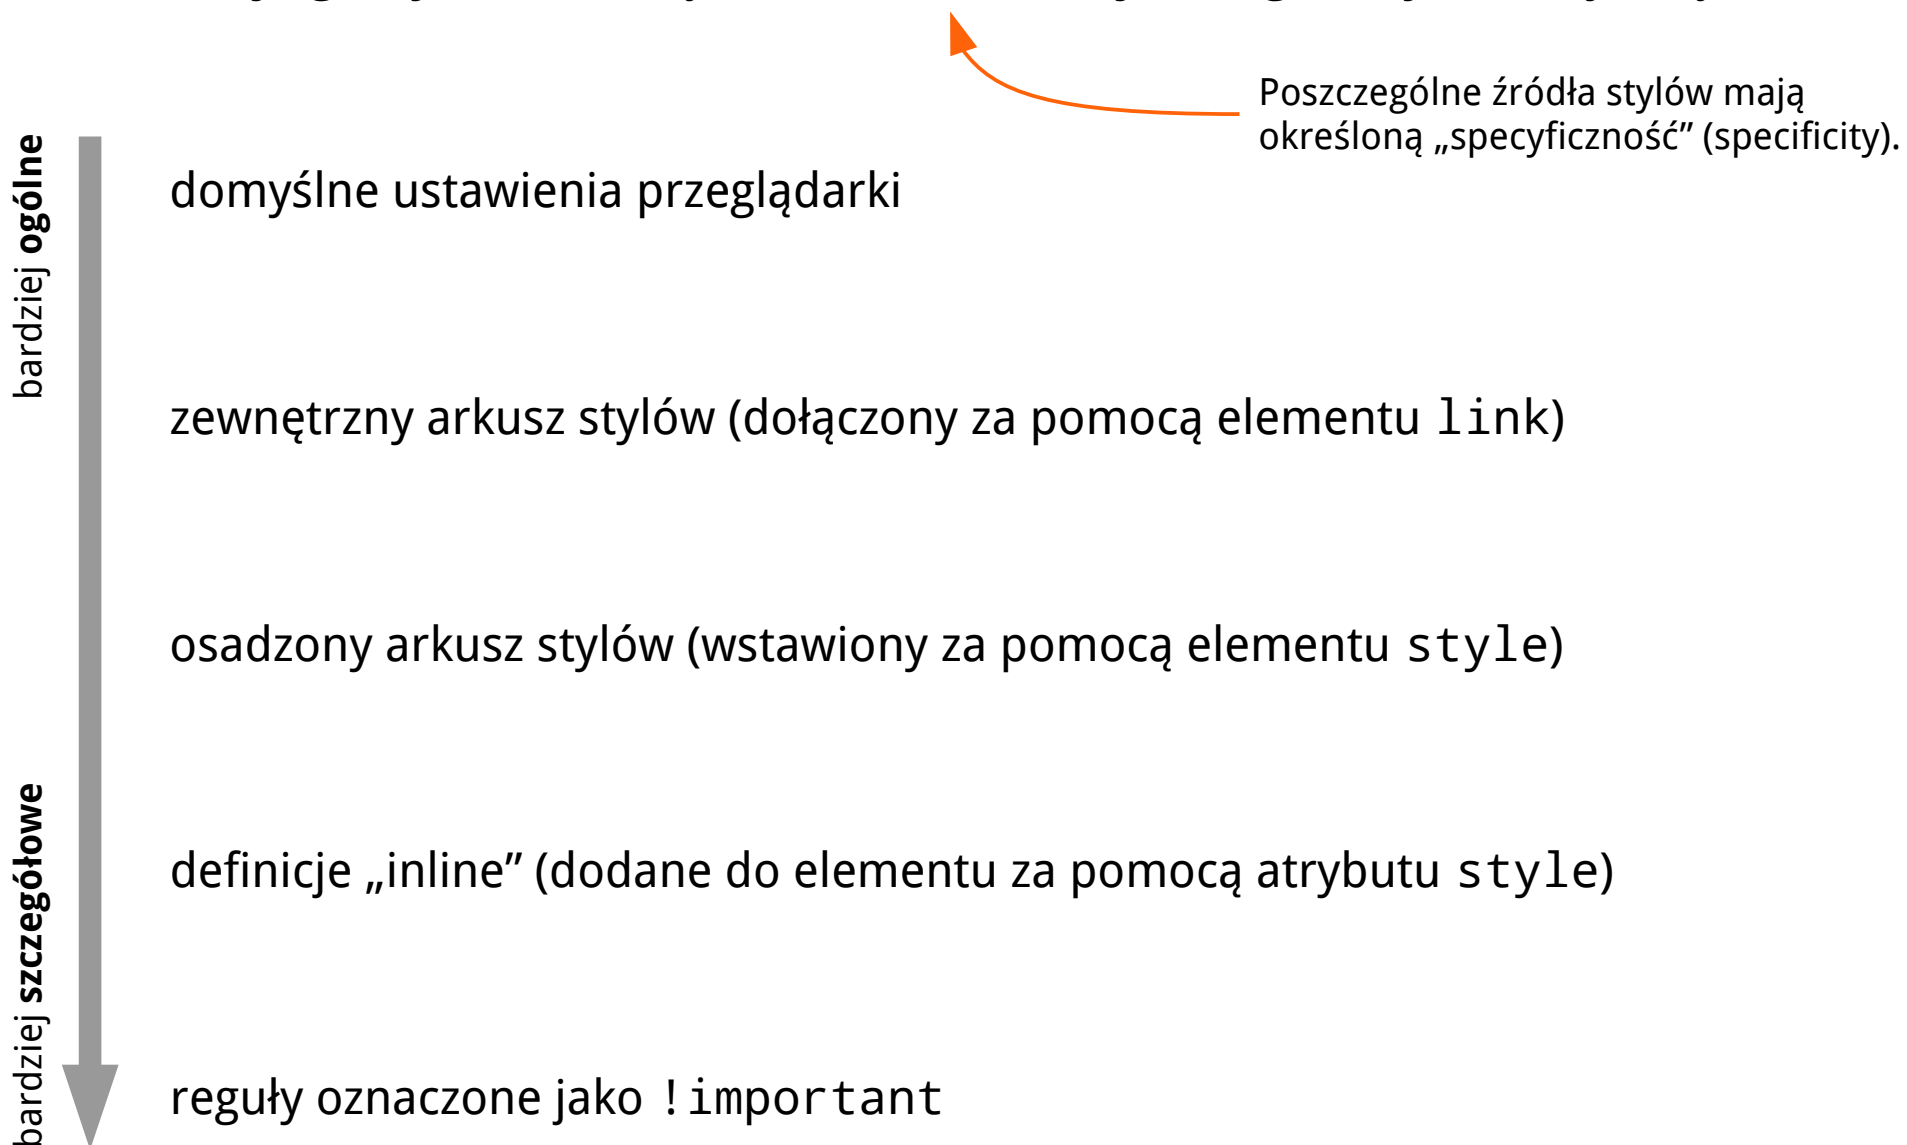 Poszczególne źródła stylów mają
określoną „specyficzność” (specificity).
bardziej ogólne
domyślne ustawienia przeglądarki
zewnętrzny arkusz stylów (dołączony za pomocą elementu link)
osadzony arkusz stylów (wstawiony za pomocą elementu style)
bardziej szczegółowe
definicje „inline” (dodane do elementu za pomocą atrybutu style)
reguły oznaczone jako !important